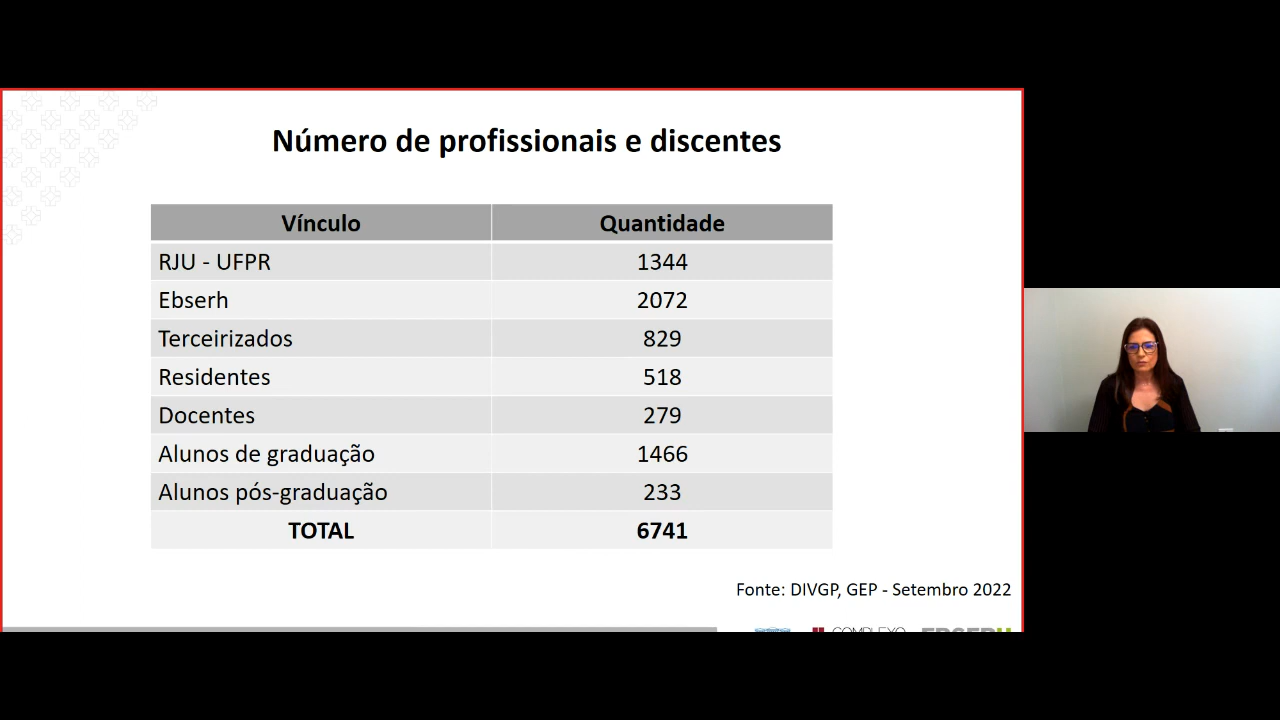 Número de profissionais e discentes
Vínculo Quantidade
RJU - UFPR 1344
Ebserh 2072
Terceirizados 829
Residentes 518
Docentes 279
Alunos de graduação 1466
Alunos pós-graduação 233
TOTAL 6741
Fonte: DIVGP, GEP - Setembro 2022
COMPLEXO EBSERH